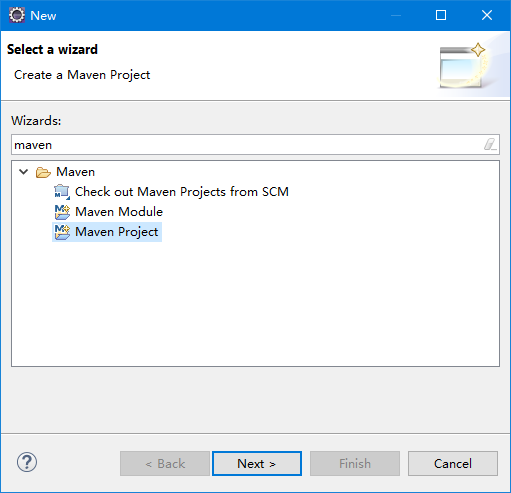 New
Select a wizard
Create a Maven Project
Wizards:
maven
Maven
Check out Maven Projects from SCM
Maven Module
Maven Project
< Back Next > Finish Cancel